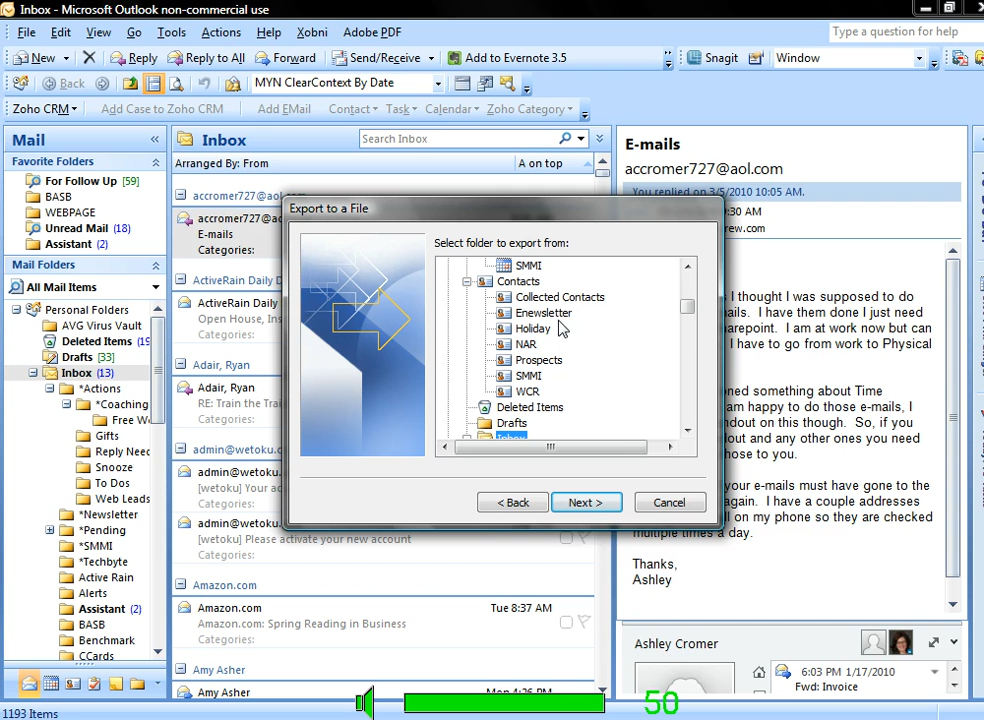 Inbox - Microsoft Outlook non-commercial use
File Edit View Go Tools Actions Help Xobni Adobe PDF
Type a question for help
New Reply Reply to All Forward Send/Receive Add to Enewsterre 3.5 Snagit Window
Back MYN ClearContext By Date
Zoho CRM Add Case to Zoho CRM Add EMail Contact Task Calendar Zoho Category
Mail
Favorite Folders
For Follow Up [59]
BASB
WEBPAGE
Unread Mail (18)
Assistant (2)
Mail Folders
All Mail Items
Personal Folders
AVG Virus Vault
Deleted Items (19
Drafts [33]
Inbox (13)
*Actions
*Coaching
Free We
Gifts
Reply Need
Snooze
To Dos
Web Leads
*Newsletter
*Pending
*SMMI
*Techbyte
Active Rain
Alerts
Assistant (2)
BASB
Benchmark
CCards
1193 Items
Inbox
Search Inbox
Arranged By: From A on top
accromer727@aol.co
accromer727@ao
E-mails
Categories:
ActiveRain Daily D
ActiveRain Daily
Open House, Ins
Categories:
Adair, Ryan
Adair, Ryan
RE: Train the Trai
Categories:
admin@wetoku.
admin@wetoku.
[wetoku] Your ac
Categories:
admin@wetoku.
[wetoku] Please activate your new account
Categories:
Amazon.com
Amazon.com Tue 8:37 AM
Amazon.com: Spring Reading in Business
Categories:
Amy Asher
Amy Asher Mon 4:26 PM
Export to a File
Select folder to export from:
SMMI
Contacts
Collected Contacts
Enewsletter
Holiday
NAR
Prospects
SMMI
WCR
Deleted Items
Drafts
Inbox
< Back Next > Cancel
E-mails
accromer727@aol.com
You replied on 3/5/2010 10:05 AM.
30 AM
rew.com
I thought I was supposed to do
mails. I have them done I just need
harepoint. I am at work now but can
I have to go from work to Physical
oned something about Time
am happy to do those e-mails, I
ndout on this though. So, if you
dout and any other ones you need
hose to you.
your e-mails must have gone to the
again. I have a couple addresses
ll on my phone so they are checked
multiple times a day.
Thanks,
Ashley
Ashley Cromer
6:03 PM 1/17/2010
Fwd: Invoice
50